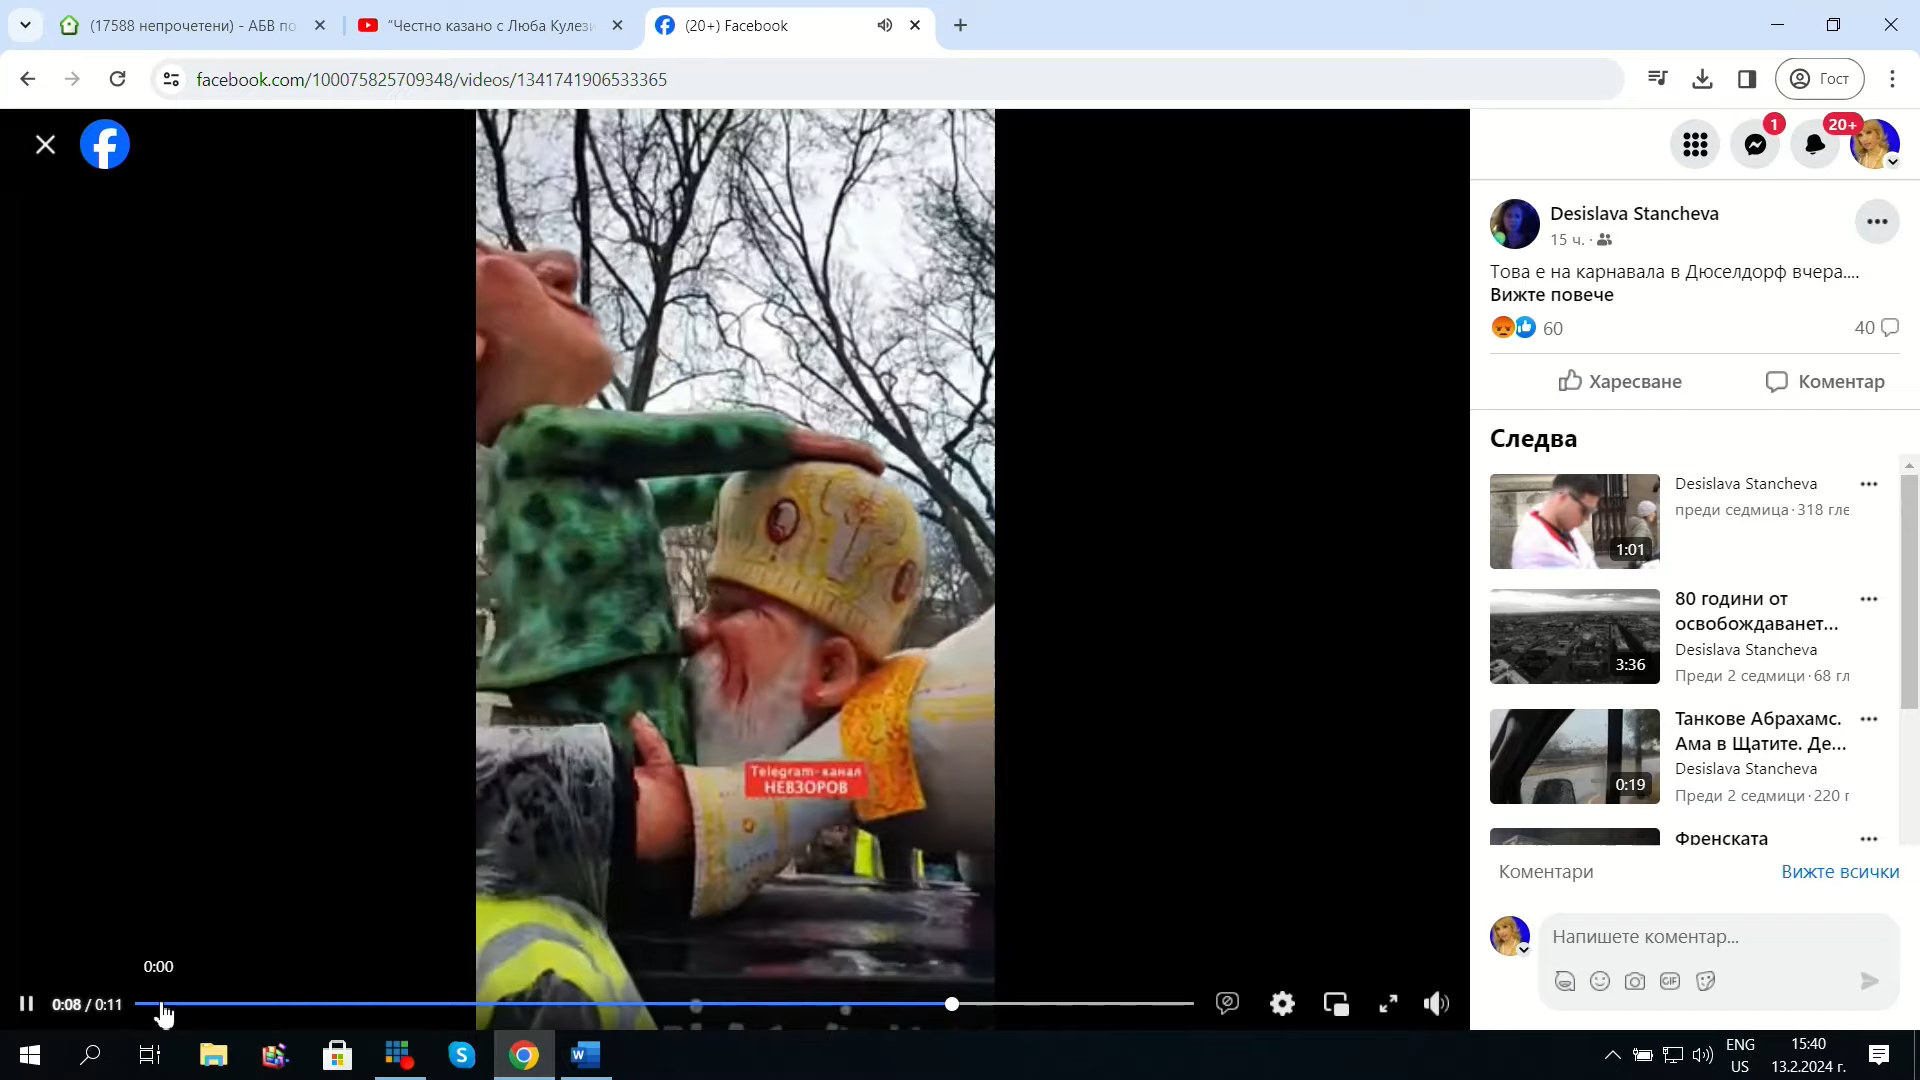 (17588 непрочетени) - АБВ по
"Честно казано с Люба Кулези
(20+) Facebook
facebook.com/100075825709348/videos/1341741906533365
Гост
1
20+
Desislava Stancheva
15 ч. ·
Това е на карнавала в Дюселдорф вчера....
Вижте повече
60
40
Харесване
Коментар
Следва
Desislava Stancheva
преди седмица · 318 гле
1:01
80 години от
освобождаванет...
Desislava Stancheva
3:36
Преди 2 седмици · 68 гл
Танкове Абрахамс.
Ама в Щатите. Де...
Desislava Stancheva
0:19
Преди 2 седмици · 220 г
Френската
Telegram-канал
НЕВЗОРОВ
Коментари
Вижте всички
Напишете коментар...
GIF
0:00
0:08 / 0:11
ENG
US
15:40
13.2.2024 г.